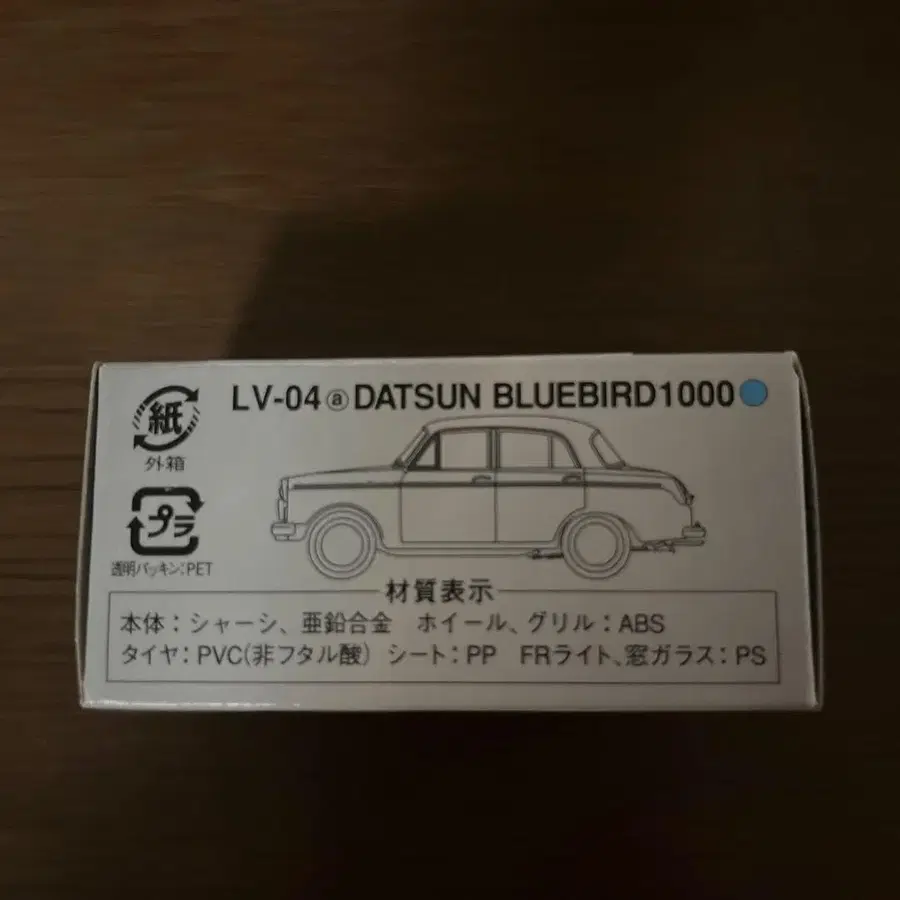 LV-04ⓐDATSUN BLUEBIRD1000
紙
外箱
プラ
透明パッキン:PET
材質表示
本体:シャーシ、亜鉛合金 ホイール、グリル:ABS
タイヤ:PVC(非フタル酸) シート:PP FRライト、窓ガラス:PS